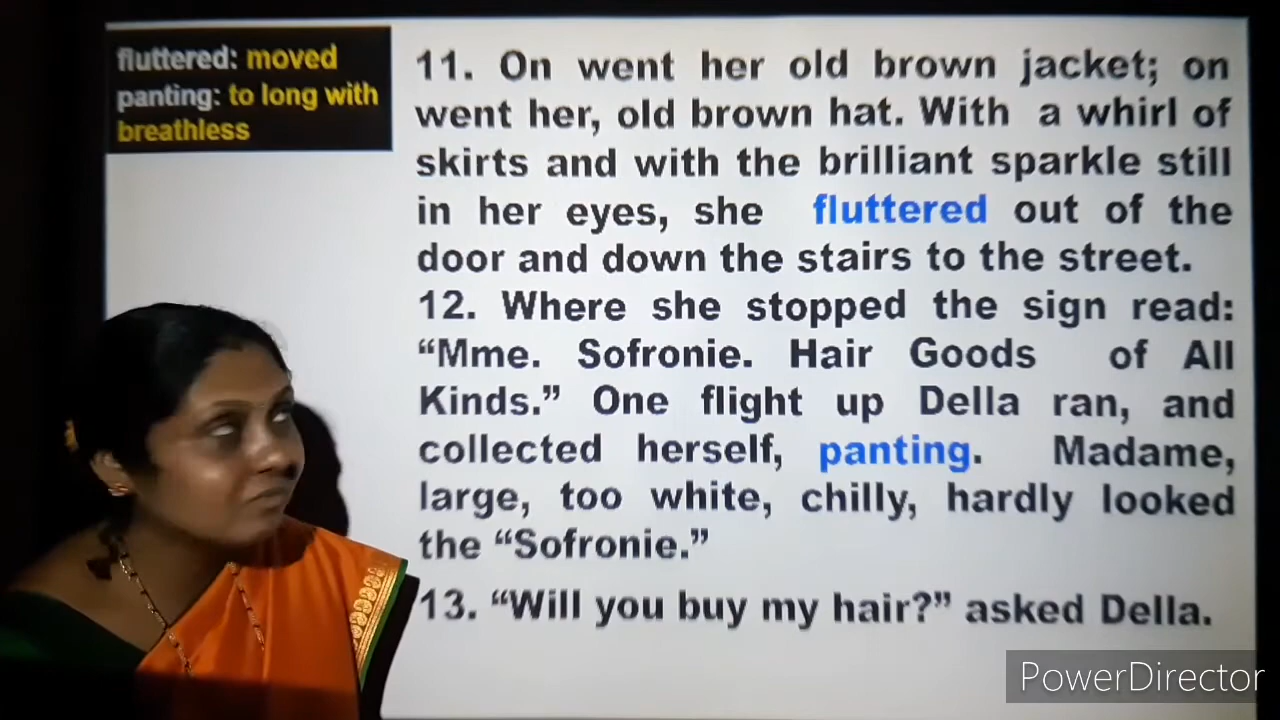 fluttered: moved
panting: to long with
breathless
11. On went her old brown jacket; on
went her, old brown hat. With a whirl of
skirts and with the brilliant sparkle still
in her eyes, she fluttered out of the
door and down the stairs to the street.
12. Where she stopped the sign read:
“Mme. Sofronie. Hair Goods of All
Kinds.” One flight up Della ran, and
collected herself, panting. Madame,
large, too white, chilly, hardly looked
the “Sofronie.”
13. “Will you buy my hair?” asked Della.
PowerDirector